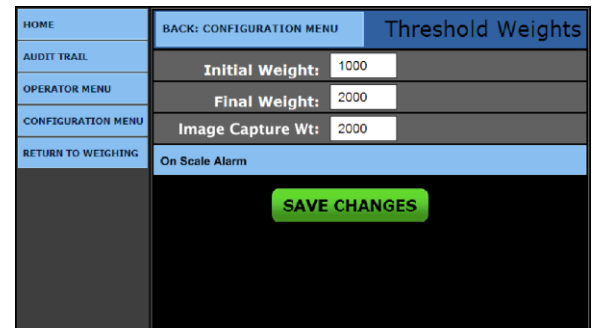 HOME
AUDIT TRAIL
OPERATOR MENU
CONFIGURATION MENU
RETURN TO WEIGHING
BACK: CONFIGURATION MENU
Threshold Weights
Initial Weight: 1000
Final Weight: 2000
Image Capture Wt: 2000
On Scale Alarm
SAVE CHANGES